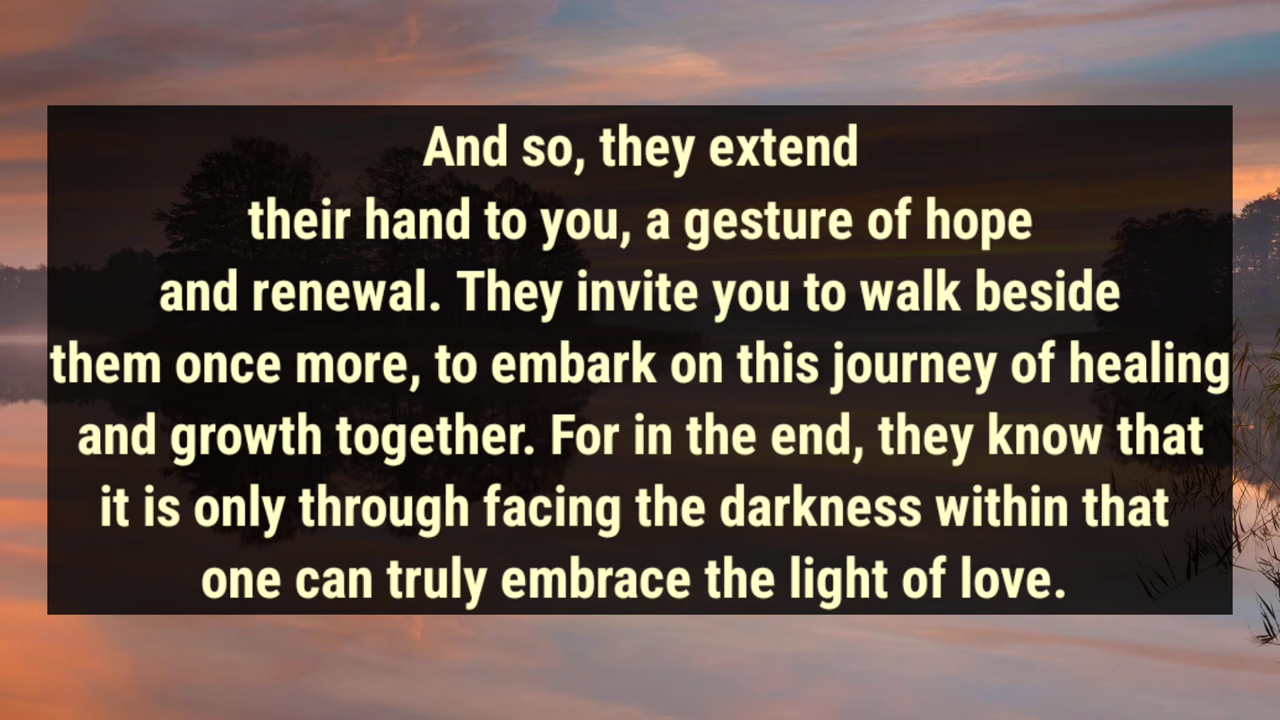 And so, they extend
their hand to you, a gesture of hope
and renewal. They invite you to walk beside
them once more, to embark on this journey of healing
and growth together. For in the end, they know that
it is only through facing the darkness within that
one can truly embrace the light of love.